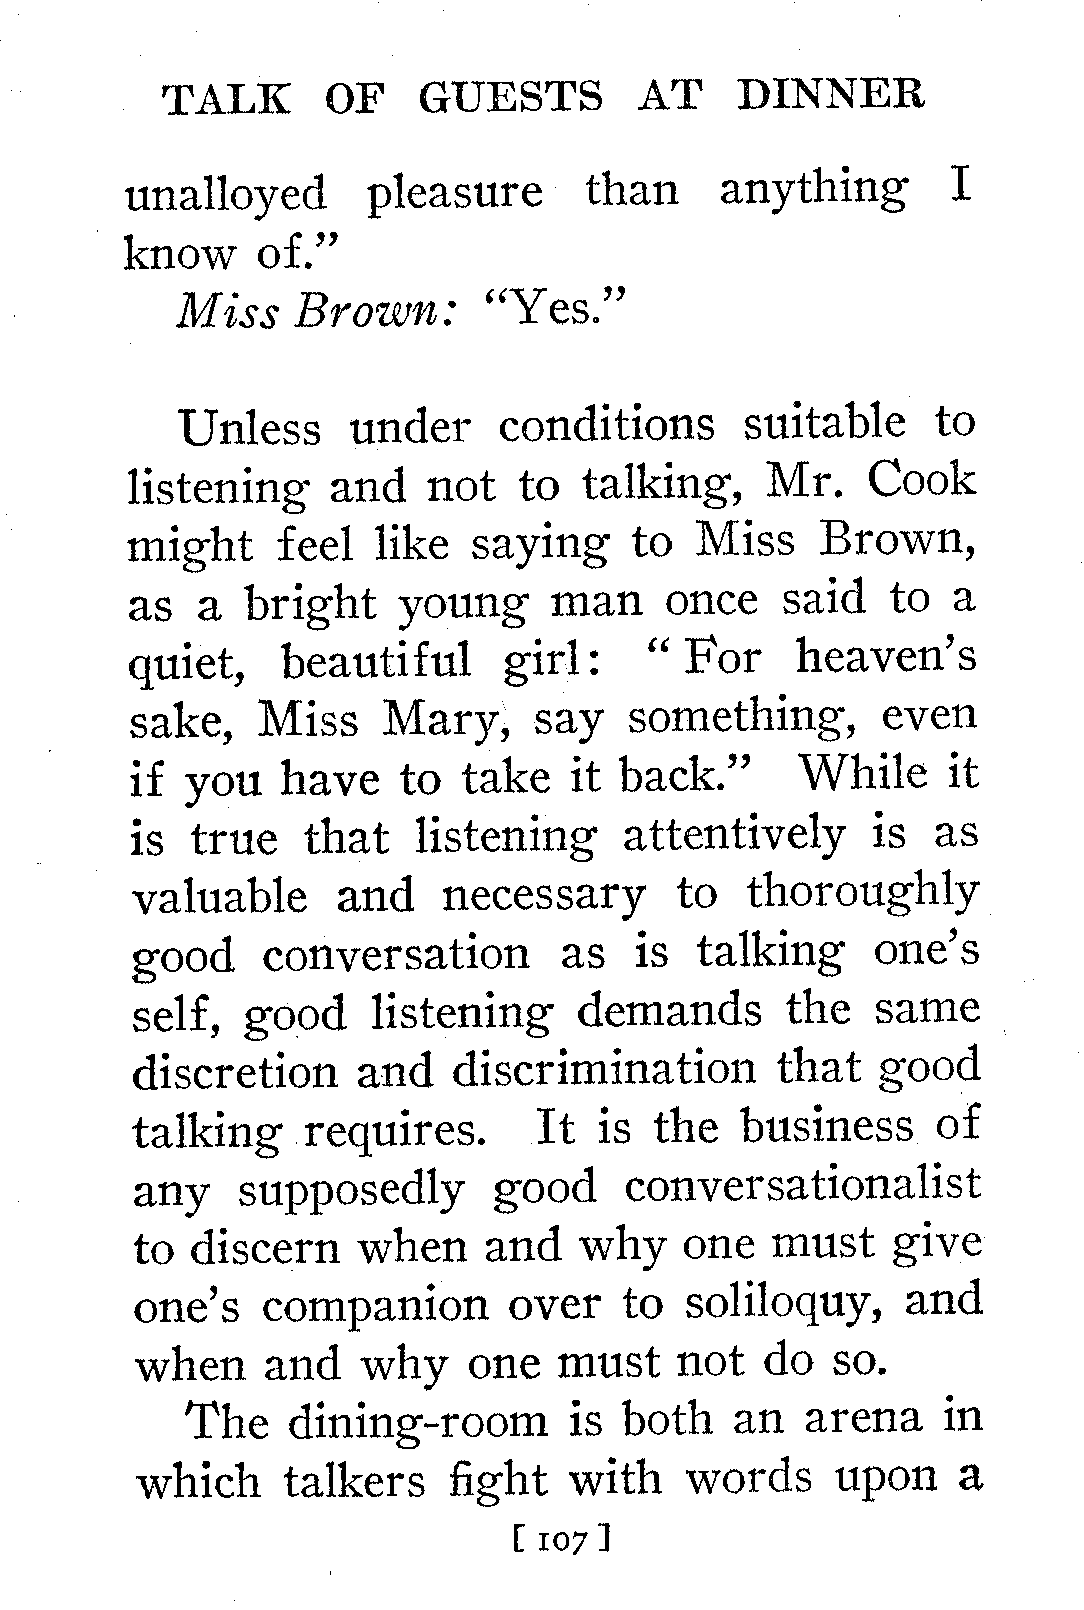 TALK OF GUESTS AT DINNER
unalloyed pleasure than anything I
know of.”
Miss Brown: “Yes.”
Unless under conditions suitable to
listening and not to talking, Mr. Cook
might feel like saying to Miss Brown,
as a bright young man once said to a
quiet, beautiful girl: “ For heaven’s
sake, Miss Mary, say something, even
if you have to take it back.” While it
is true that listening attentively is as
valuable and necessary to thoroughly
good conversation as is talking one’s
self, good listening demands the same
discretion and discrimination that good
talking requires. It is the business of
any supposedly good conversationalist
to discern when and why one must give
one’s companion over to soliloquy, and
when and why one must not do so.
The dining-room is both an arena in
which talkers fight with words upon a
[ 107 ]